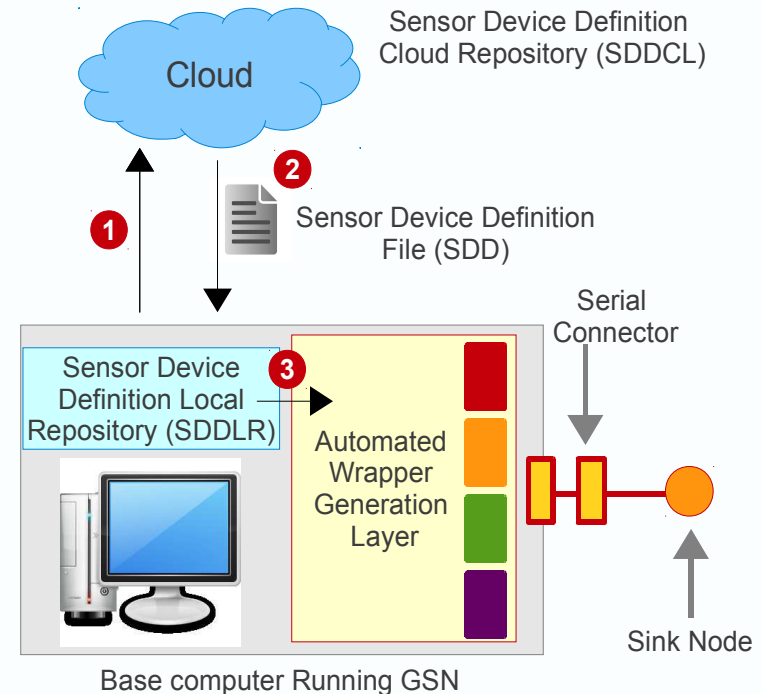 Sensor Device Definition
Cloud Repository (SDDCL)
Cloud
2
1
Sensor Device Definition
File (SDD)
Serial
Connector
Sensor Device
Definition Local
Repository (SDDLR)
3
Automated
Wrapper
Generation
Layer
Sink Node
Base computer Running GSN